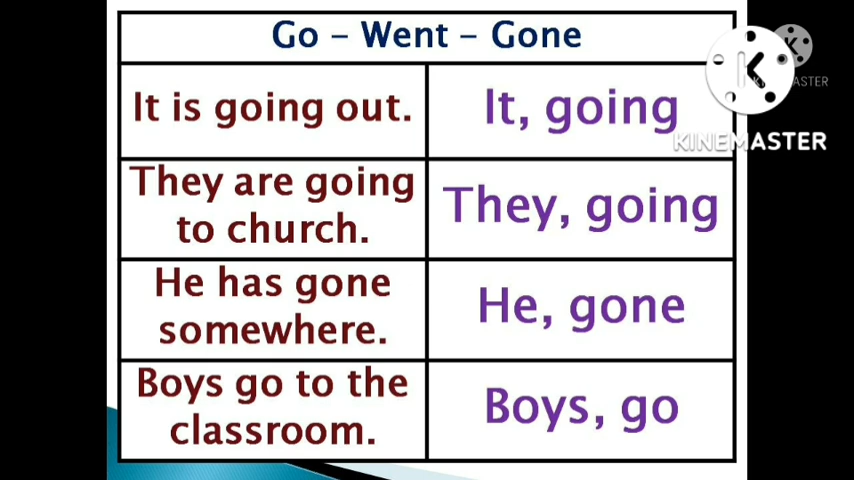 Go – Went – Gone
It is going out.
It, going
They are going
to church.
They, going
He has gone
somewhere.
He, gone
Boys go to the
classroom.
Boys, go
KINEMASTER
ASTER